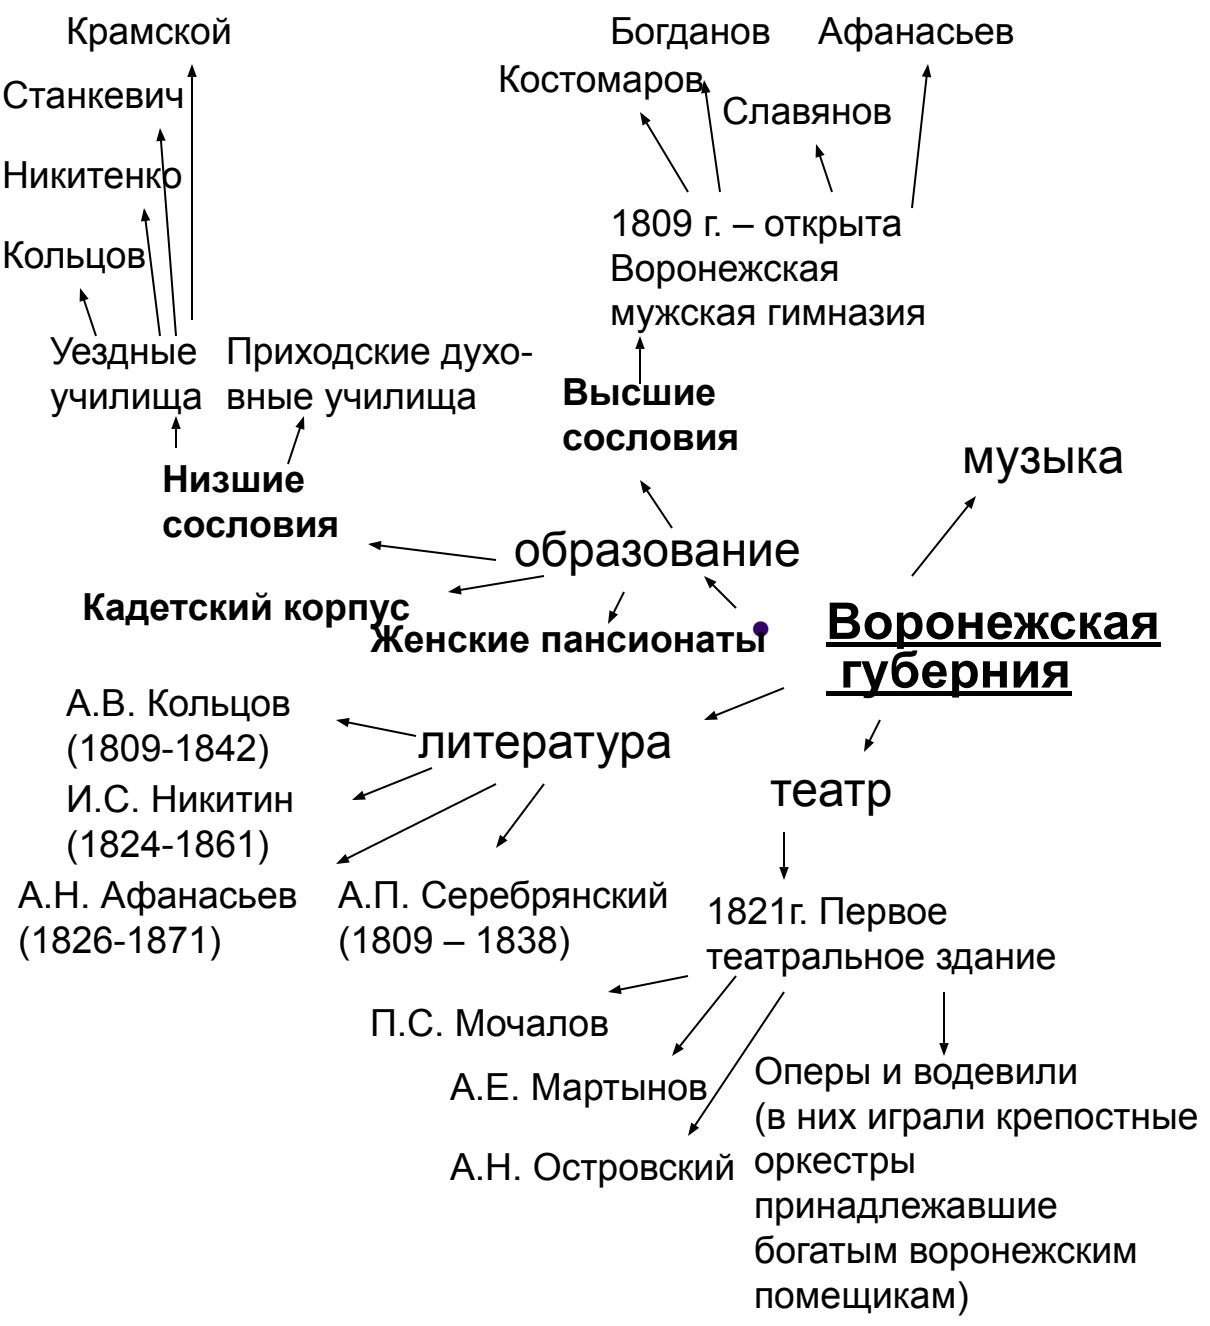 Крамской
Богданов
Афанасьев
Костомаров
Станкевич
Славянов
Никитенко
1809 г. – открыта
Воронежская
мужская гимназия
Кольцов
Уездные
училища
Приходские духо-
вные училища
Высшие
сословия
музыка
Низшие
сословия
образование
Кадетский корпус
Женские пансионаты
Воронежская
губерния
А.В. Кольцов
(1809-1842)
литература
И.С. Никитин
(1824-1861)
театр
А.Н. Афанасьев
(1826-1871)
А.П. Серебрянский
(1809 – 1838)
1821г. Первое
театральное здание
П.С. Мочалов
А.Е. Мартынов
А.Н. Островский
Оперы и водевили
(в них играли крепостные
оркестры
принадлежавшие
богатым воронежским
помещикам)